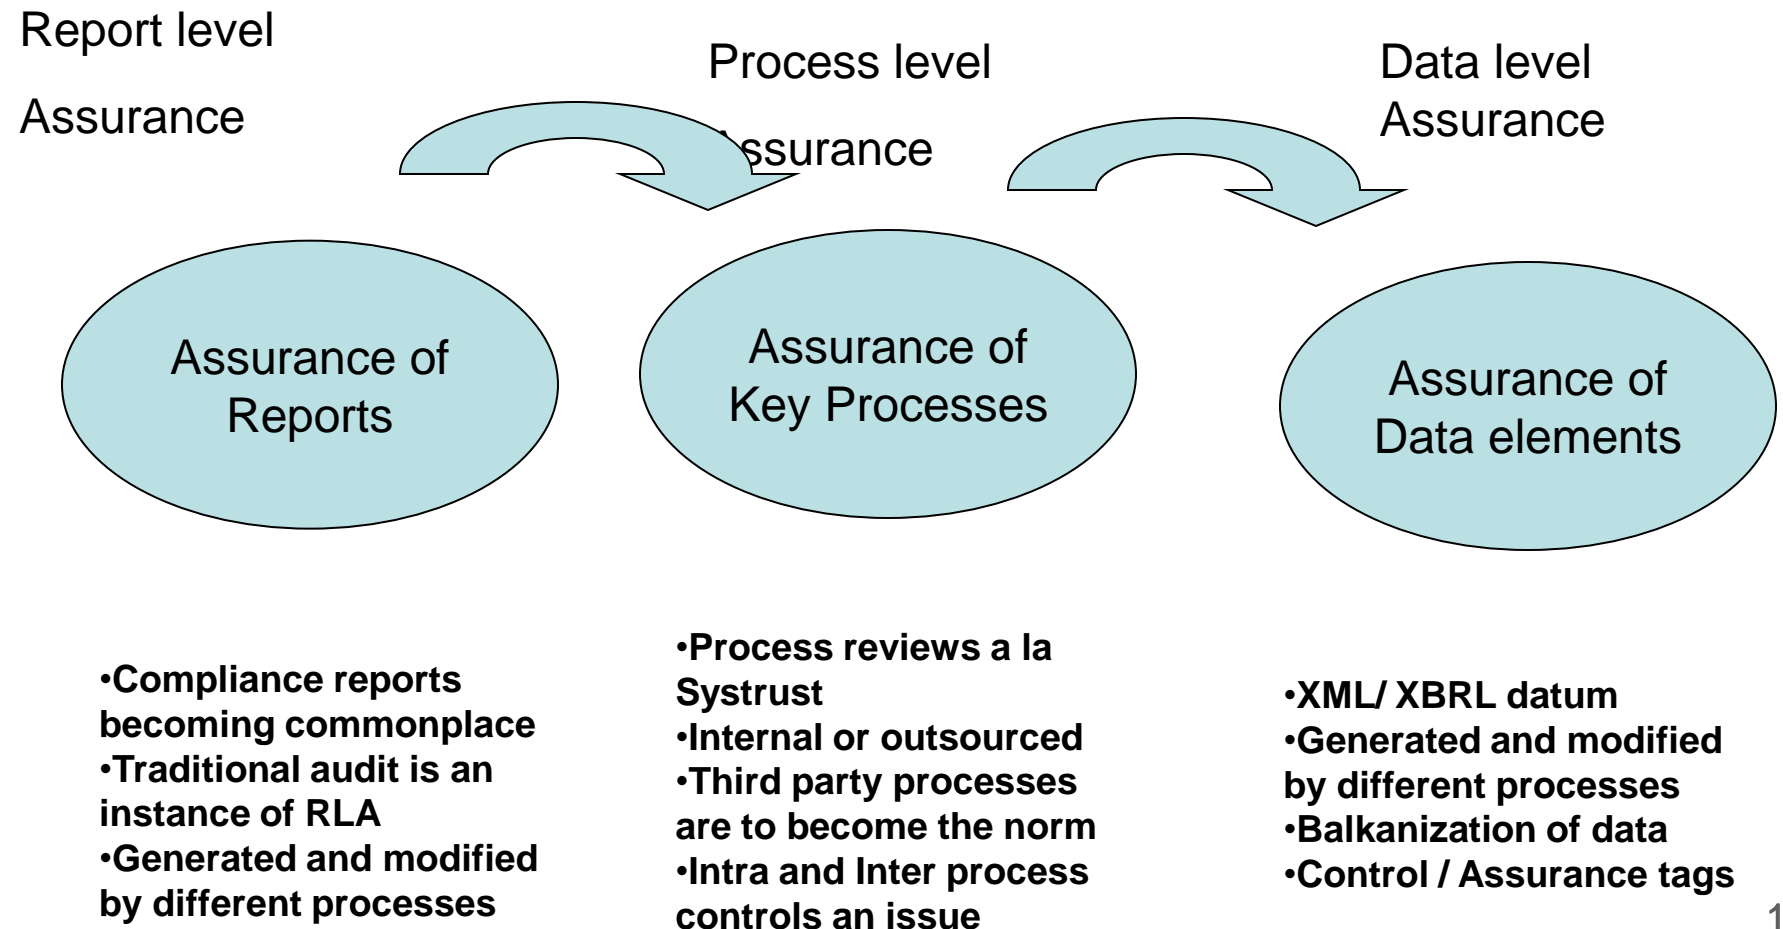 Report level
Assurance
Process level
ssurance
Data level
Assurance
Assurance of
Reports
Assurance of
Key Processes
Assurance of
Data elements
•Compliance reports
becoming commonplace
•Traditional audit is an
instance of RLA
•Generated and modified
by different processes
•Process reviews a la
Systrust
•Internal or outsourced
•Third party processes
are to become the norm
•Intra and Inter process
controls an issue
•XML/ XBRL datum
•Generated and modified
by different processes
•Balkanization of data
•Control / Assurance tags
1